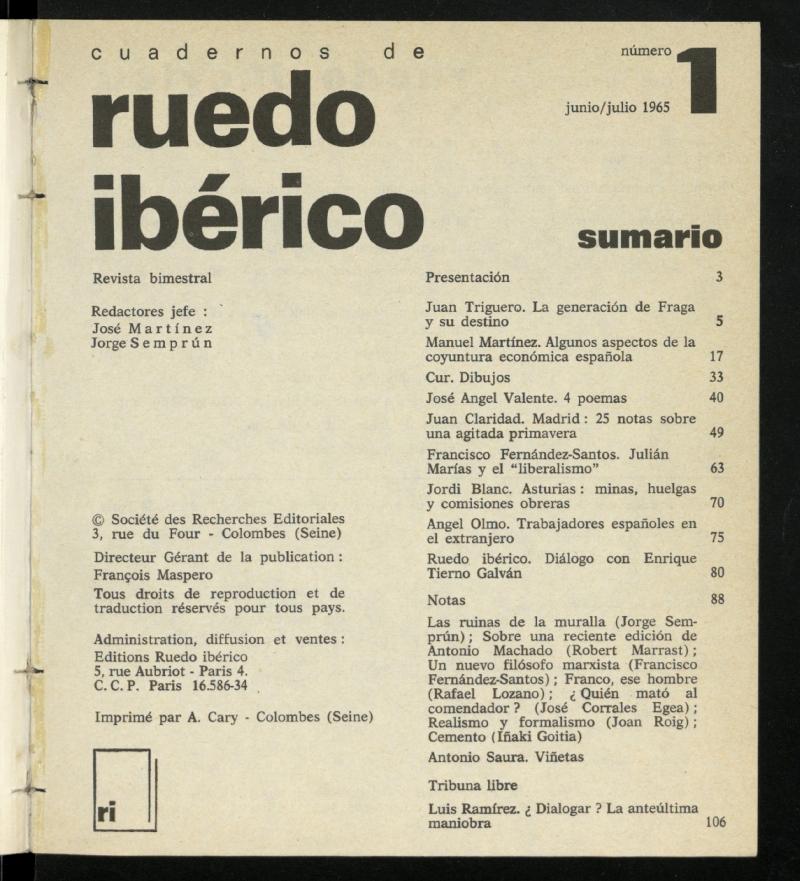 cuadernos de
ruedo
ibérico
número 1
junio/julio 1965
sumario
Revista bimestral
Redactores jefe :
José Martínez
Jorge Semprún
© Société des Recherches Editoriales
3, rue du Four - Colombes (Seine)
Directeur Gérant de la publication :
François Maspero
Tous droits de reproduction et de
traduction réservés pour tous pays.
Administration, diffusion et ventes :
Editions Ruedo ibérico
5, rue Aubriot - Paris 4.
C. C. P. Paris 16.586-34
Imprimé par A. Cary - Colombes (Seine)
ri
Presentación 3
Juan Triguero. La generación de Fraga
y su destino 5
Manuel Martínez. Algunos aspectos de la
coyuntura económica española 17
Cur. Dibujos 33
José Angel Valente. 4 poemas 40
Juan Claridad. Madrid : 25 notas sobre
una agitada primavera 49
Francisco Fernández-Santos. Julián
Marías y el "liberalismo" 63
Jordi Blanc. Asturias : minas, huelgas
y comisiones obreras 70
Angel Olmo. Trabajadores españoles en
el extranjero 75
Ruedo ibérico. Diálogo con Enrique
Tierno Galván 80
Notas 88
Las ruinas de la muralla (Jorge Sem-
prún) ; Sobre una reciente edición de
Antonio Machado (Robert Marrast) ;
Un nuevo filósofo marxista (Francisco
Fernández-Santos) ; Franco, ese hombre
(Rafael Lozano) ; ¿ Quién mató al
comendador ? (José Corrales Egea) ;
Realismo y formalismo (Joan Roig) ;
Cemento (Iñaki Goitia)
Antonio Saura. Viñetas
Tribuna libre
Luis Ramírez. ¿ Dialogar ? La anteúltima
maniobra 106